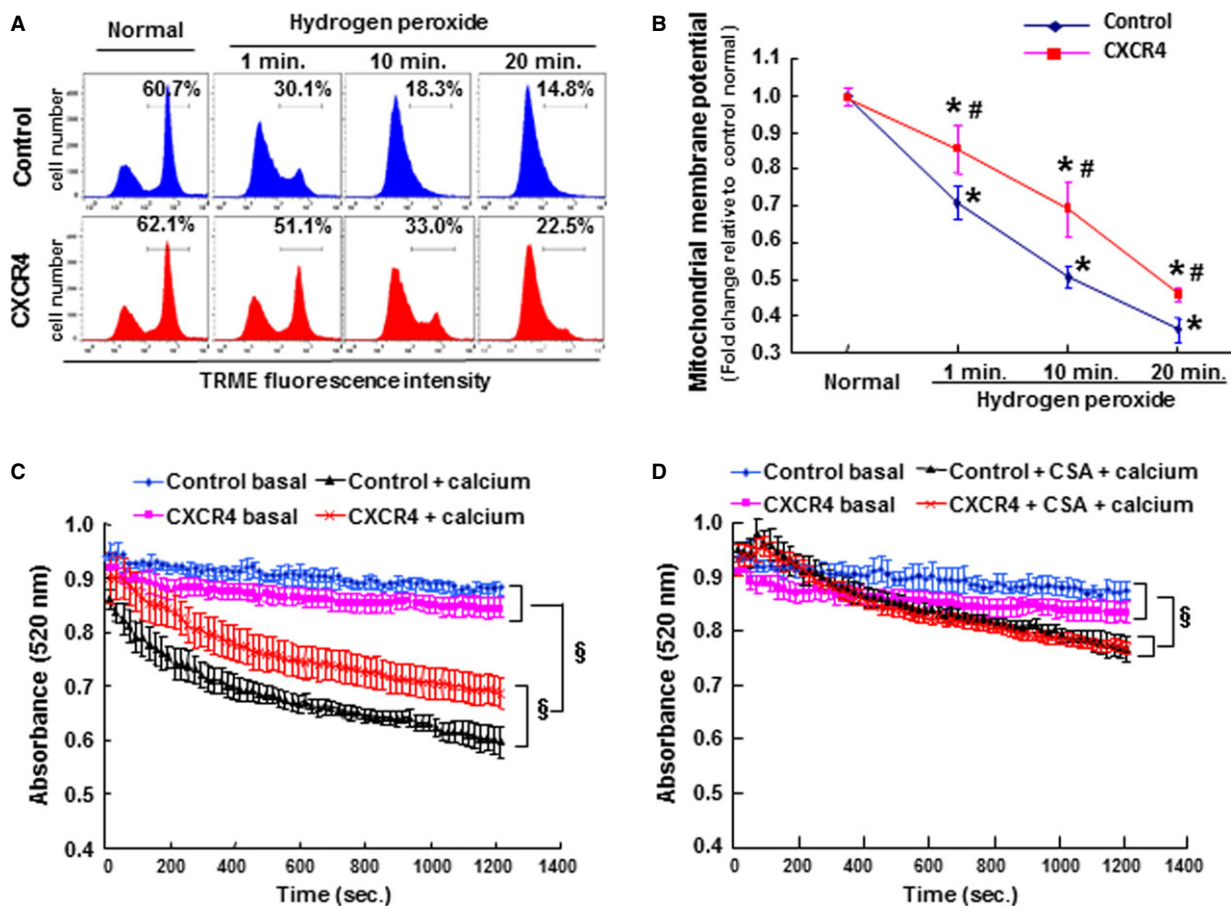 A
Normal
Hydrogen peroxide
1 min. 10 min. 20 min.
Control
cell number
60.7% 30.1% 18.3% 14.8%
CXCR4
cell number
62.1% 51.1% 33.0% 22.5%
TRME fluorescence intensity
B
Control
CXCR4
Mitochondrial membrane potential
(Fold change relative to control normal)
1.0
0.9
0.8
0.7
0.6
0.5
0.4
0.3
* # * # * #
* * *
Normal 1 min. 10 min. 20 min.
Hydrogen peroxide
C
Control basal Control + calcium
CXCR4 basal CXCR4 + calcium
Absorbance (520 nm)
1.0
0.9
0.8
0.7
0.6
0.5
0.4
§
§
0 200 400 600 800 1000 1200 1400
Time (sec.)
D
Control basal Control + CSA + calcium
CXCR4 basal CXCR4 + CSA + calcium
Absorbance (520 nm)
1.0
0.9
0.8
0.7
0.6
0.5
0.4
§
0 200 400 600 800 1000 1200 1400
Time (sec.)